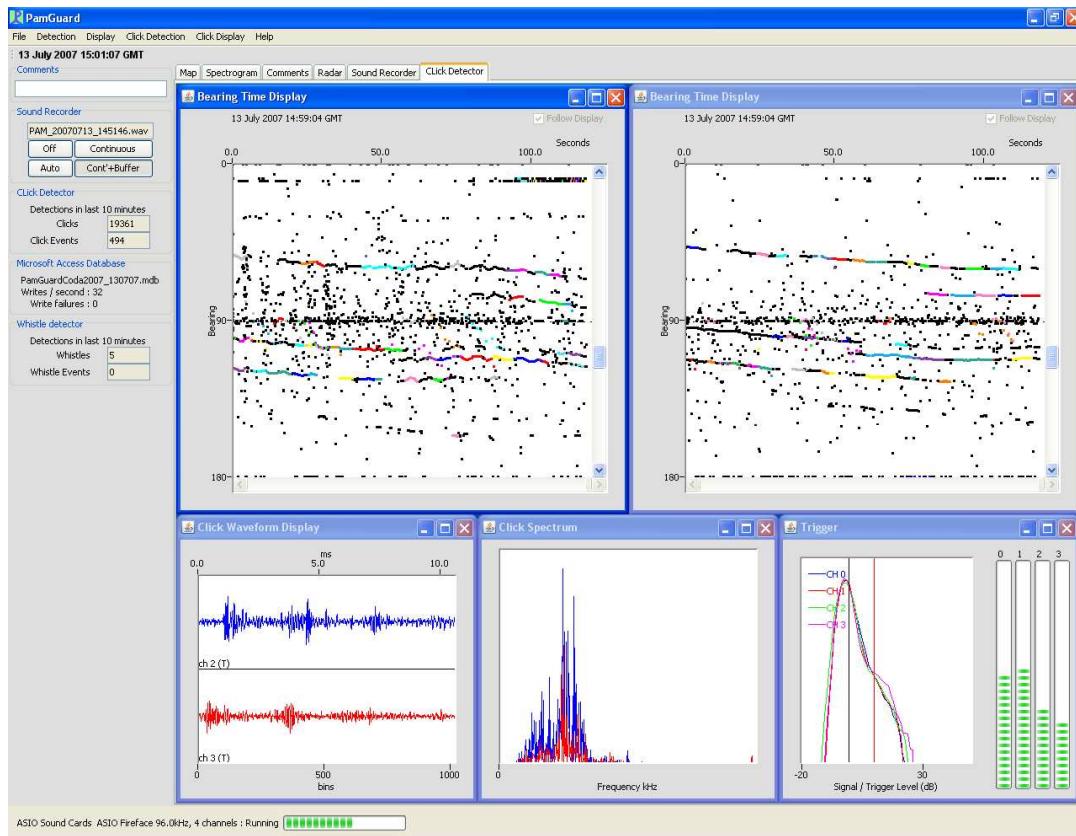 PamGuard
File Detection Display Click Detection Click Display Help
13 July 2007 15:01:07 GMT
Comments
Sound Recorder
PAM_20070713_145146.wav
Off Continuous
Auto Cont'+Buffer
Click Detector
Detections in last 10 minutes
Clicks 19361
Click Events 494
Microsoft Access Database
PamGuardCoda2007_130707.mdb
Writes / second : 32
Write failures : 0
Whistle detector
Detections in last 10 minutes
Whistles 5
Whistle Events 0
Map Spectrogram Comments Radar Sound Recorder Click Detector
Bearing Time Display
13 July 2007 14:59:04 GMT Follow Display
Seconds
0.0 50.0 100.0
0
Bearing
90
180
Bearing Time Display
13 July 2007 14:59:04 GMT Follow Display
Seconds
0.0 50.0 100.0
0
Bearing
90
180
Click Waveform Display
ms
0.0 5.0 10.0
ch 2 (T)
ch 3 (T)
0 500 1000
bins
Click Spectrum
0
Frequency kHz
Trigger
CH 0
CH 1
CH 2
CH 3
-20 30
Signal / Trigger Level (dB)
0 1 2 3
ASIO Sound Cards ASIO Fireface 96.0kHz, 4 channels : Running